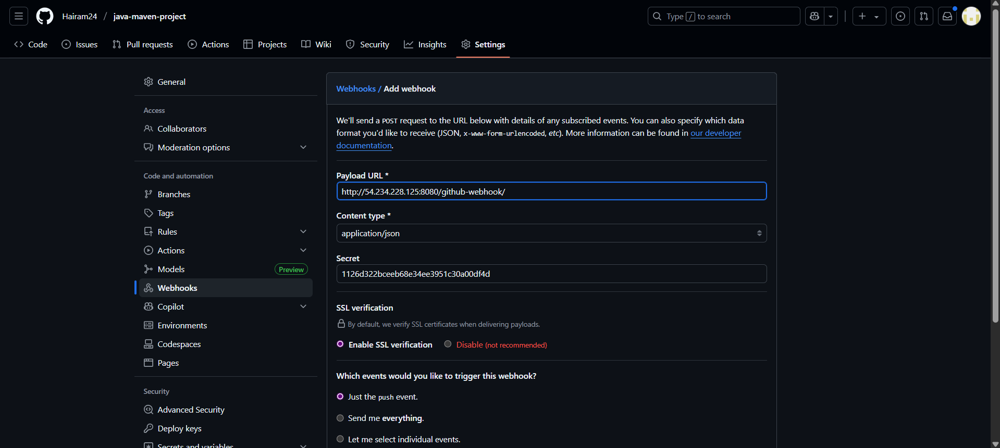 Hairam24 / java-maven-project
Type / to search
Code
Issues
Pull requests
Actions
Projects
Wiki
Security
Insights
Settings
General
Access
Collaborators
Moderation options
Code and automation
Branches
Tags
Rules
Actions
Models
Preview
Webhooks
Copilot
Environments
Codespaces
Pages
Security
Advanced Security
Deploy keys
Secrets and variables
Webhooks / Add webhook
We'll send a POST request to the URL below with details of any subscribed events. You can also specify which data
format you'd like to receive (JSON, x-www-form-urlencoded, etc). More information can be found in our developer
documentation.
Payload URL *
http://54.234.228.125:8080/github-webhook/
Content type *
application/json
Secret
1126d322bceeb68e34ee3951c30a00df4d
SSL verification
By default, we verify SSL certificates when delivering payloads.
Enable SSL verification
Disable (not recommended)
Which events would you like to trigger this webhook?
Just the push event.
Send me everything.
Let me select individual events.